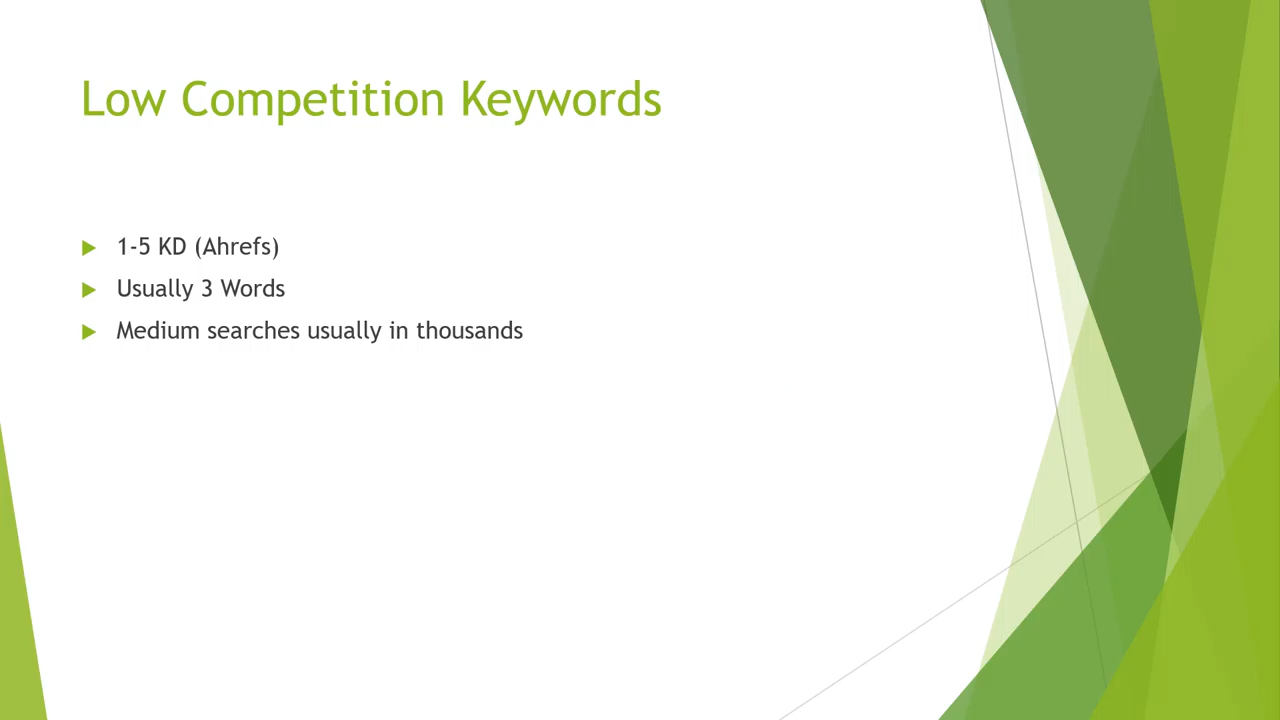 Low Competition Keywords
1-5 KD (Ahrefs)
Usually 3 Words
Medium searches usually in thousands